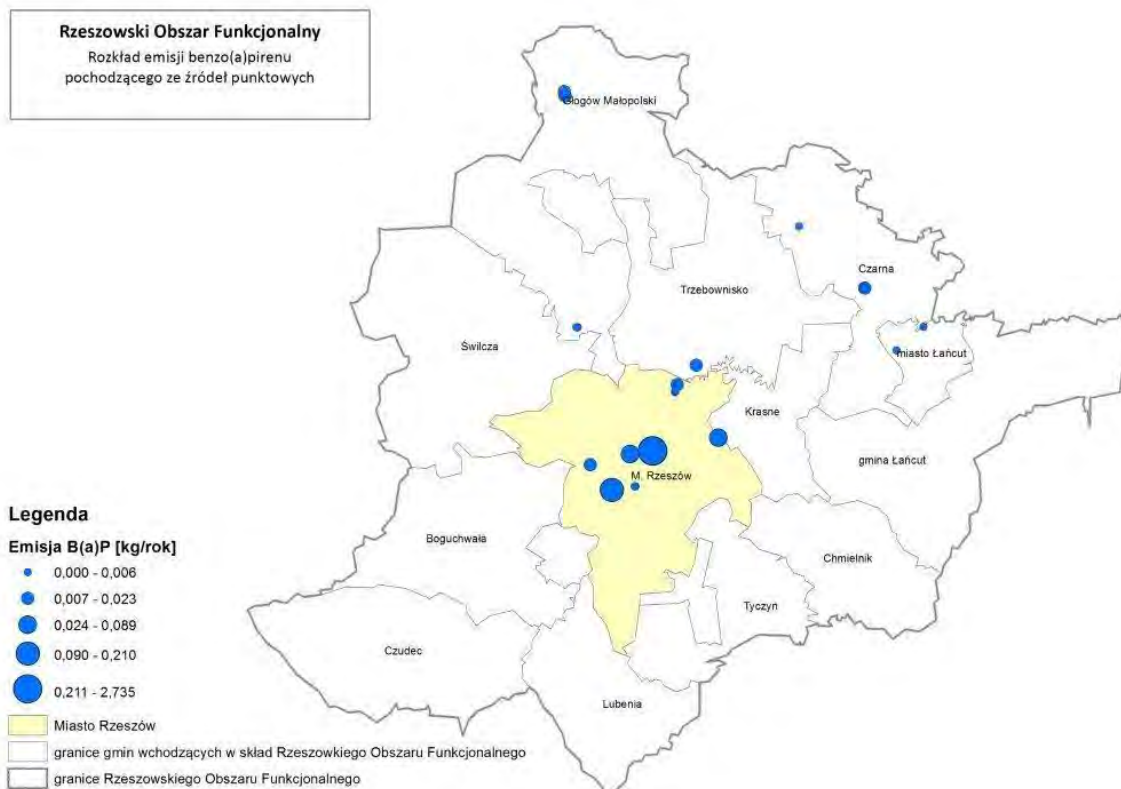 Rzeszowski Obszar Funkcjonalny
Rozkład emisji benzo(a)pirenu
pochodzącego ze źródeł punktowych
Głogów Małopolski
Czarna
Trzebownisko
Świlcza
miasto Łańcut
Krasne
gmina Łańcut
M. Rzeszów
Boguchwała
Chmielnik
Tyczyn
Czudec
Lubenia
Legenda
Emisja B(a)P [kg/rok]
0,000 - 0,006
0,007 - 0,023
0,024 - 0,089
0,090 - 0,210
0,211 - 2,735
Miasto Rzeszów
granice gmin wchodzących w skład Rzeszowkiego Obszaru Funkcjonalnego
granice Rzeszowskiego Obszaru Funkcjonalnego